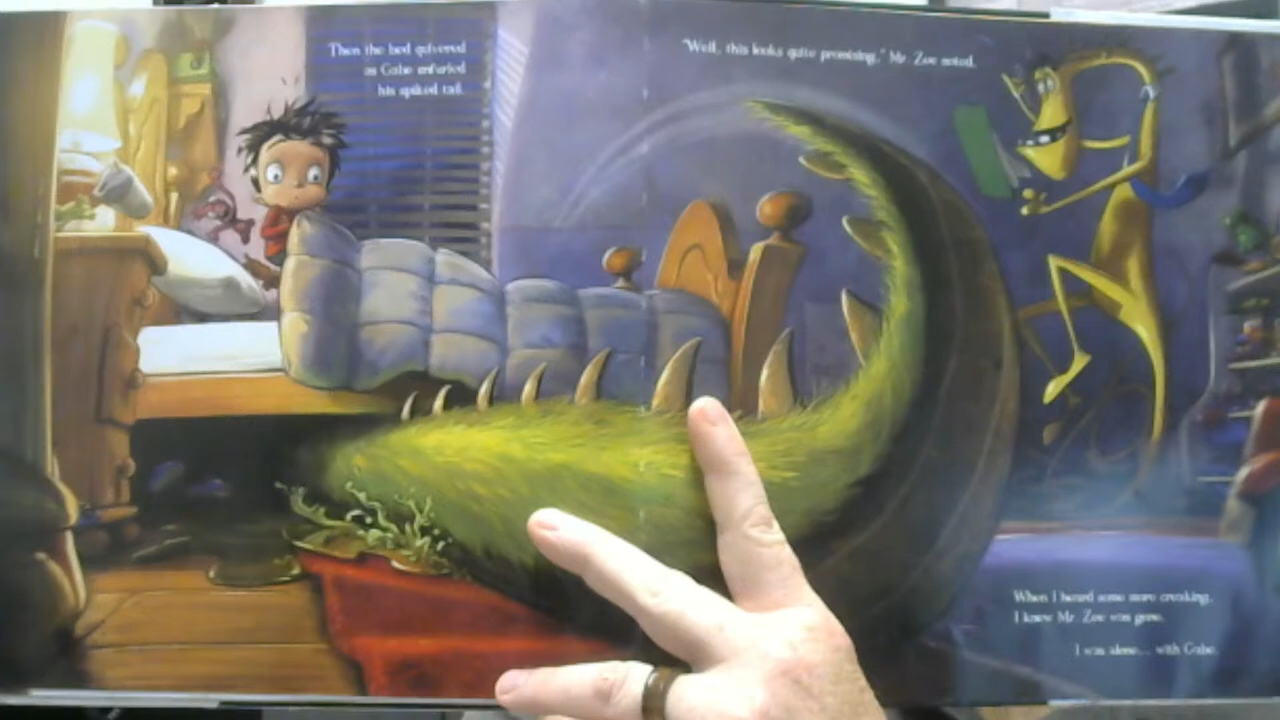 Then the bed quivered
as Gabe unfurled
his spiked tail.
"Well, this looks quite promising," Mr. Zoe noted.
When I heard some more creaking,
I knew Mr. Zoe was gone.
I was alone... with Gabe.